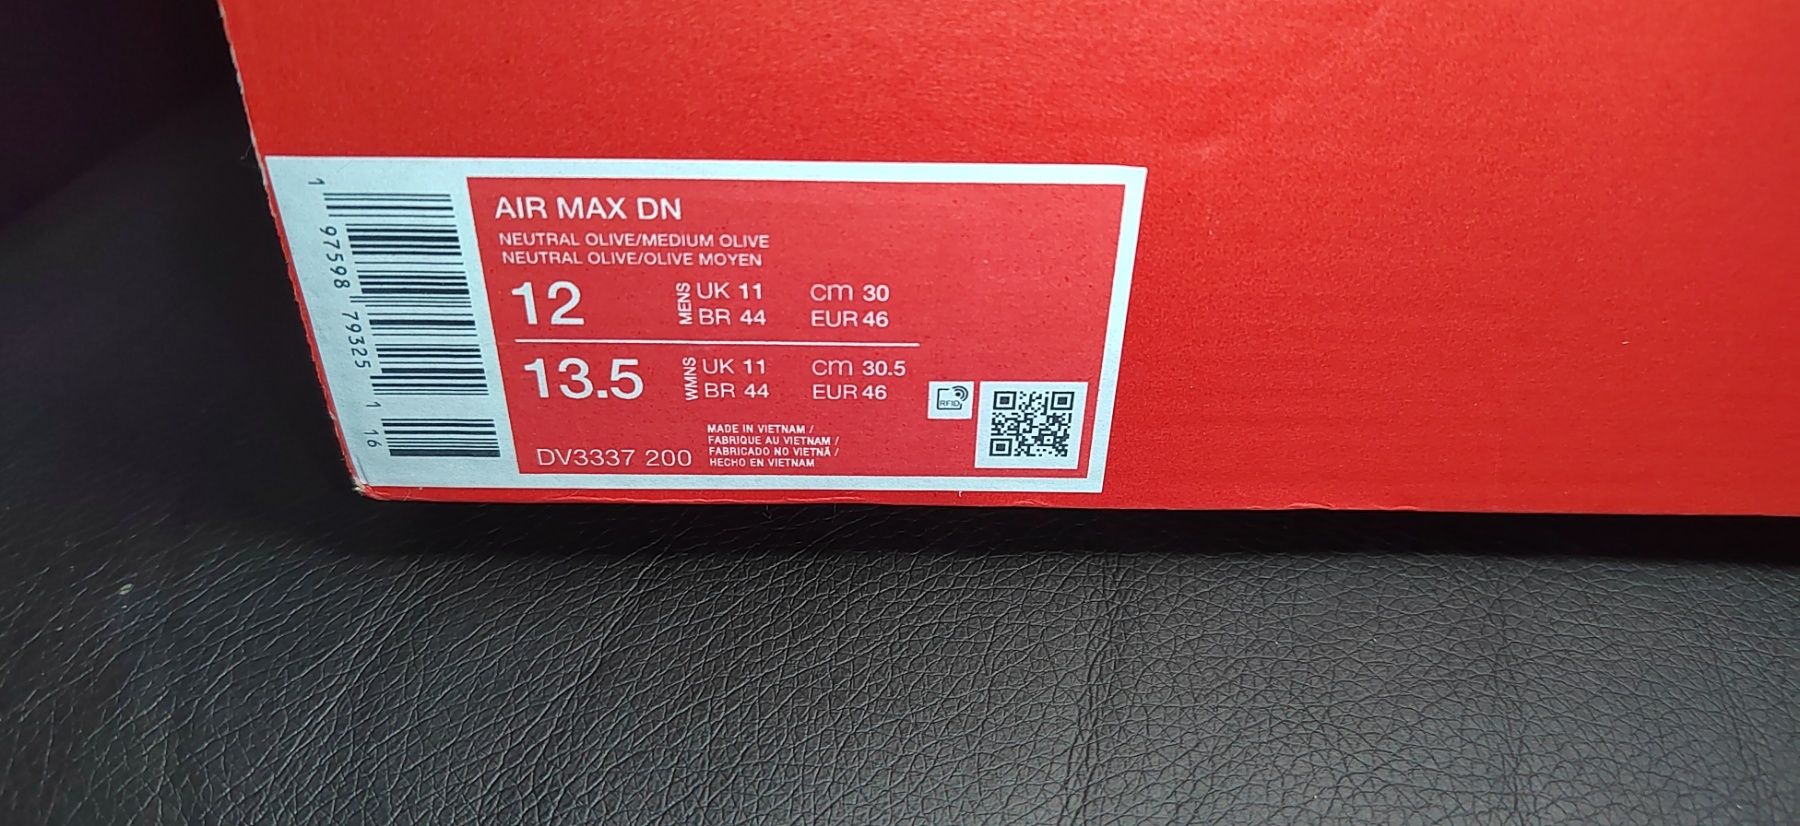 AIR MAX DN
NEUTRAL OLIVE/MEDIUM OLIVE
NEUTRAL OLIVE/OLIVE MOYEN
12 MENS UK 11 cm 30
BR 44 EUR 46
13.5 WMNS UK 11 cm 30.5
BR 44 EUR 46
RFID
MADE IN VIETNAM /
FABRIQUE AU VIETNAM /
FABRICADO NO VIETNÃ /
HECHO EN VIETNAM
DV3337 200
1 97598 79325 1 16